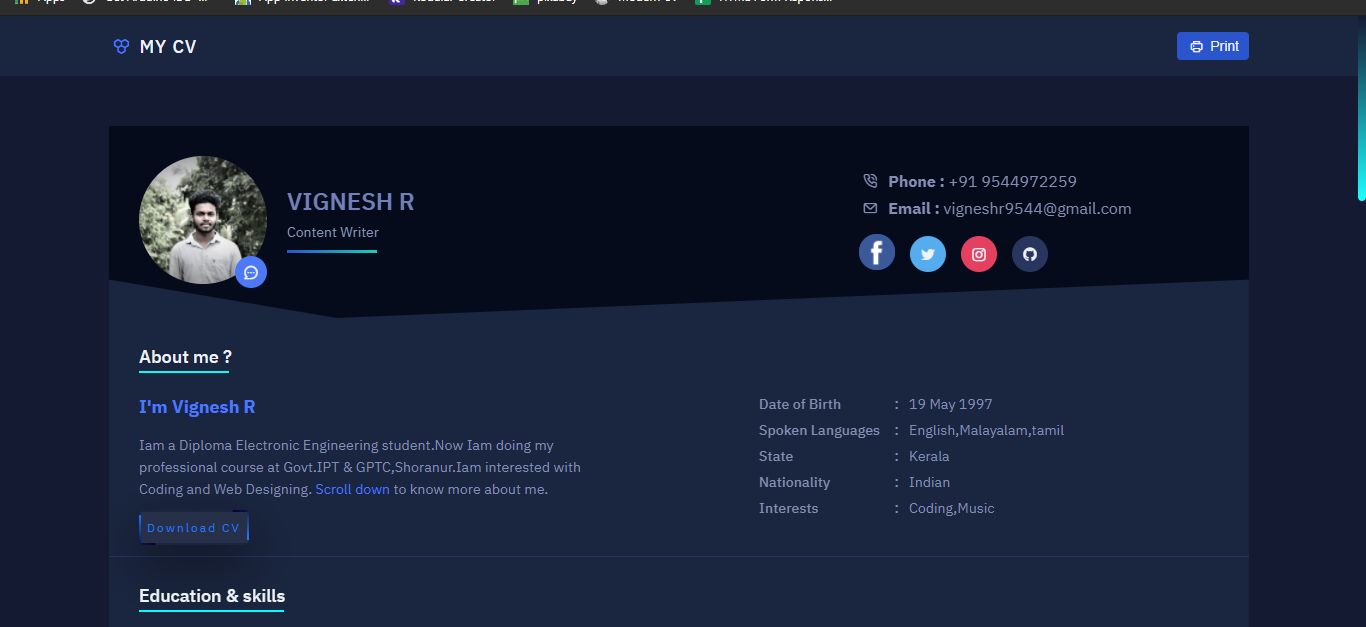 Apps
MY CV
Print
VIGNESH R
Content Writer
Phone : +91 9544972259
Email : vigneshr9544@gmail.com
About me ?
I'm Vignesh R
Iam a Diploma Electronic Engineering student.Now Iam doing my
professional course at Govt.IPT & GPTC,Shoranur.Iam interested with
Coding and Web Designing. Scroll down to know more about me.
Download CV
Date of Birth : 19 May 1997
Spoken Languages : English,Malayalam,tamil
State : Kerala
Nationality : Indian
Interests : Coding,Music
Education & skills